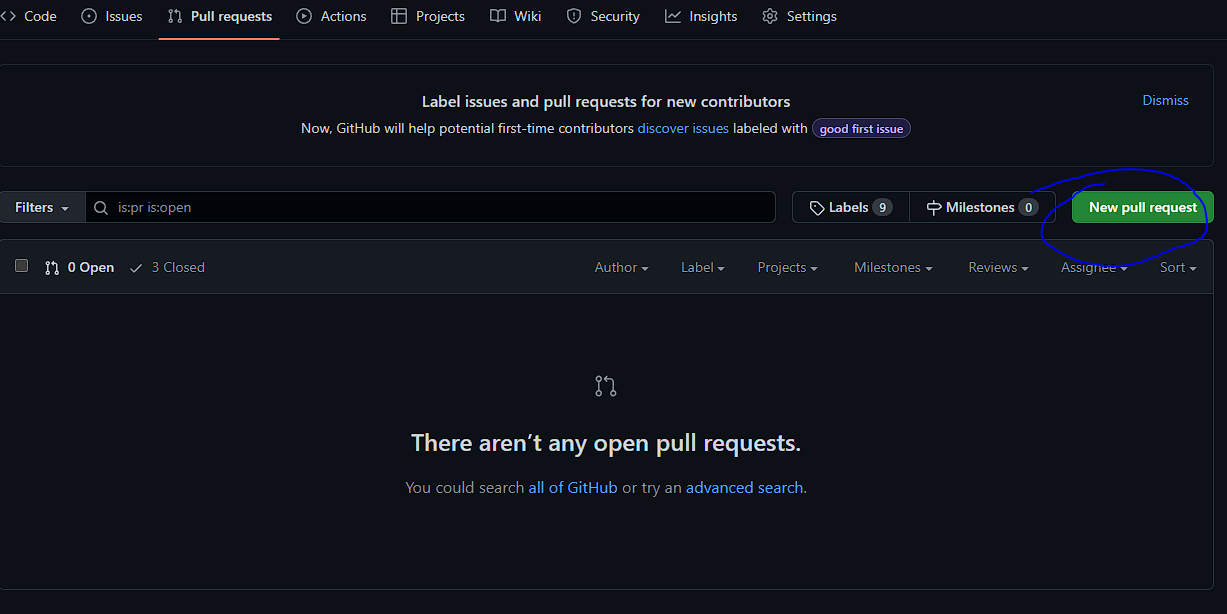 Code Issues Pull requests Actions Projects Wiki Security Insights Settings
Label issues and pull requests for new contributors
Dismiss
Now, GitHub will help potential first-time contributors discover issues labeled with good first issue
Filters is:pr is:open Labels 9 Milestones 0 New pull request
0 Open 3 Closed Author Label Projects Milestones Reviews Assignee Sort
There aren’t any open pull requests.
You could search all of GitHub or try an advanced search.